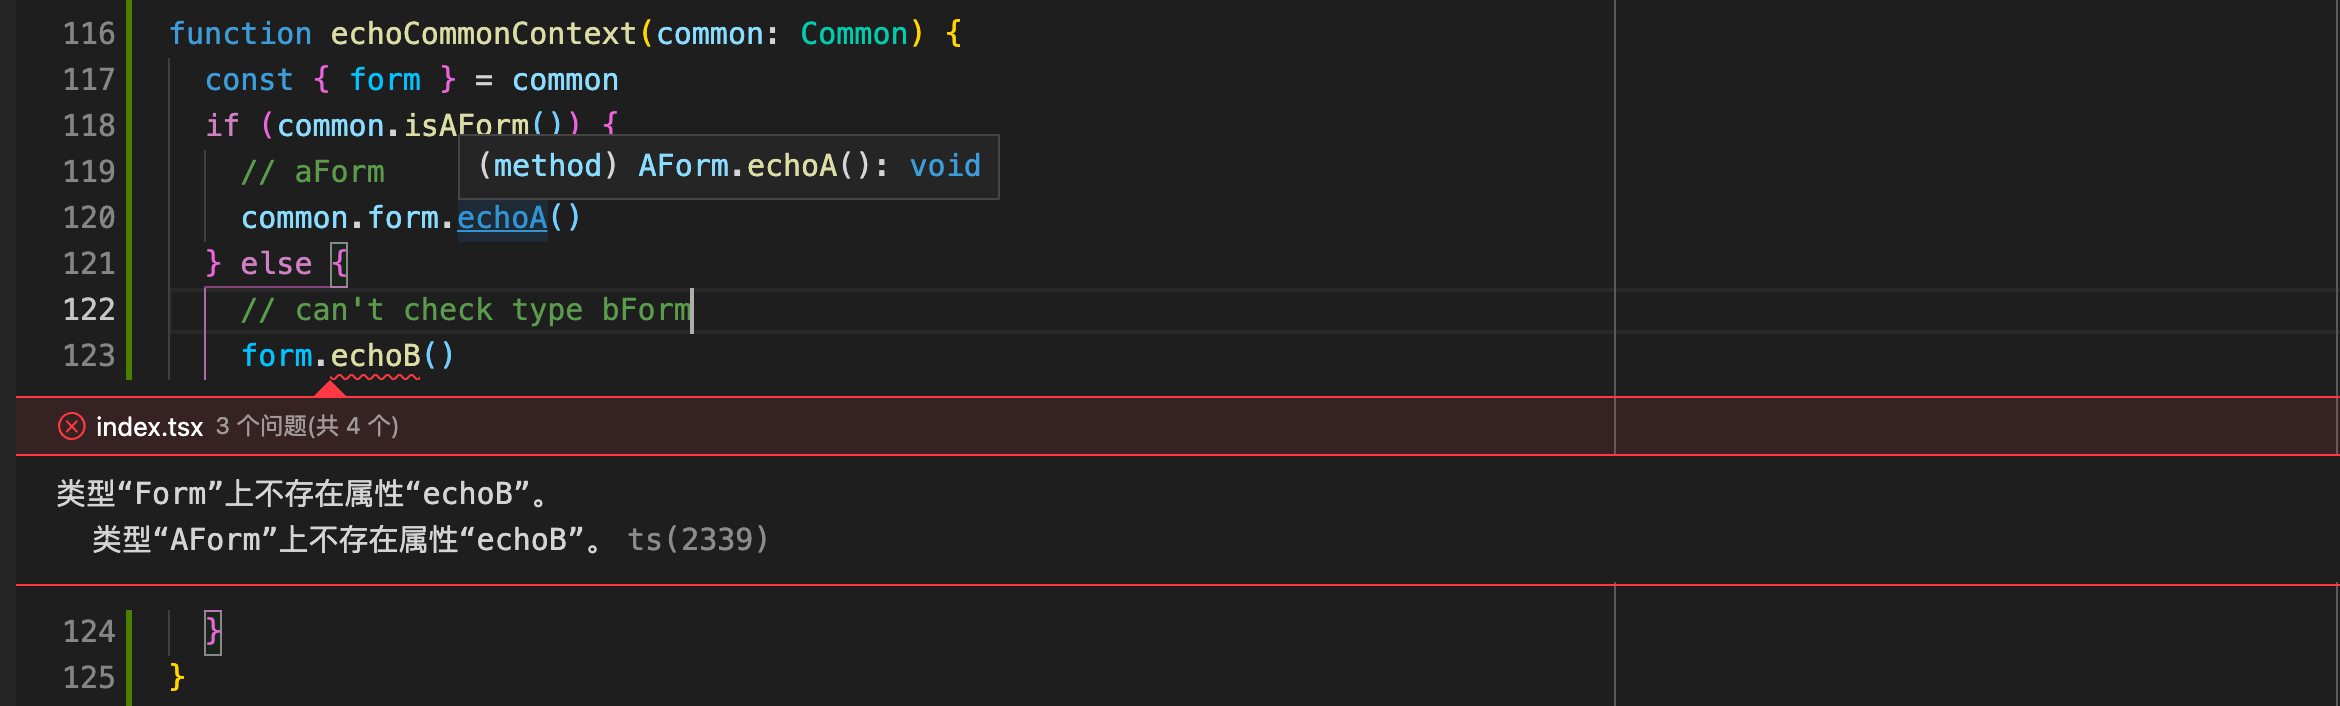 116 function echoCommonContext(common: Common) {
117 const { form } = common
118 if (common.isAForm()) {
(method) AForm.echoA(): void
119 // aForm
120 common.form.echoA()
121 } else {
122 // can't check type bForm
123 form.echoB()
index.tsx 3 个问题(共 4 个)
类型“Form”上不存在属性“echoB”。
类型“AForm”上不存在属性“echoB”。 ts(2339)
124 }
125 }